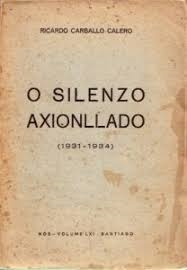 RICARDO CARBALLO CALERO
O SILENZO
AXIONLLADO
(1931-1934)
NÓS - VOLUME LXI - SANTIAGO